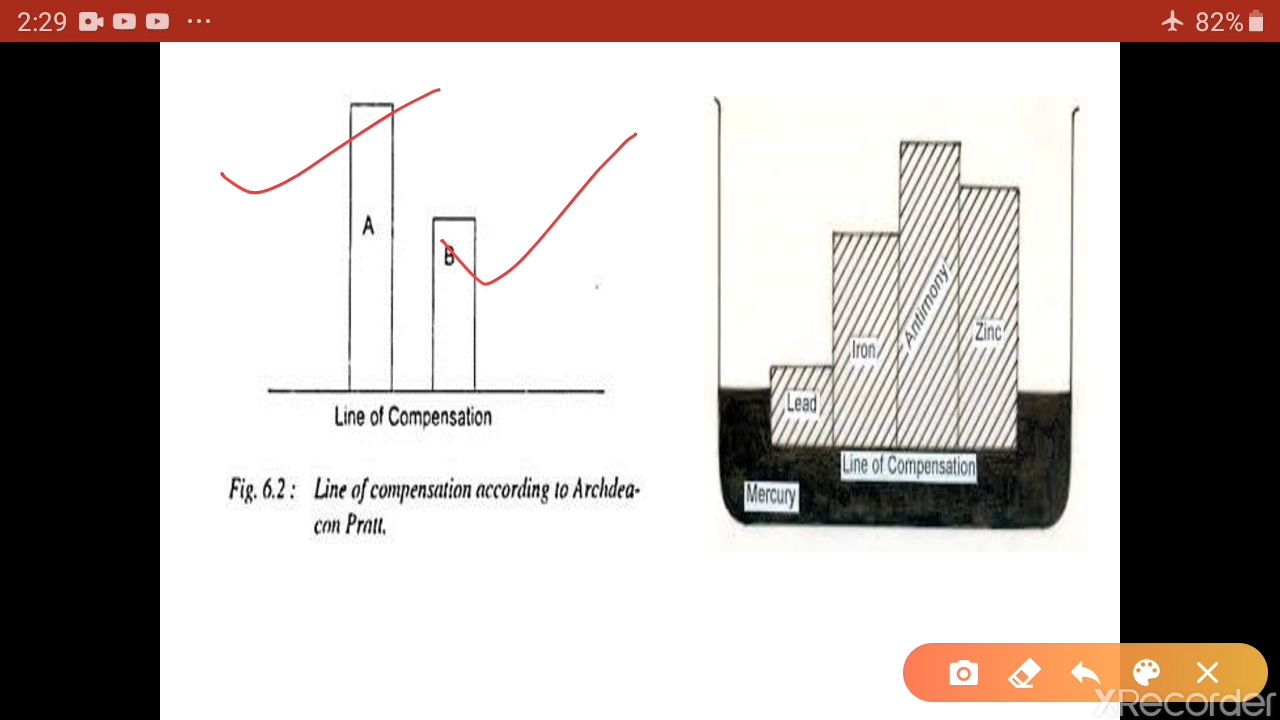 2:29
82%
A
B
Line of Compensation
Fig. 6.2 : Line of compensation according to Archdea-
con Pratt.
Lead
Iron
Antimony
Zinc
Line of Compensation
Mercury
XRecorder